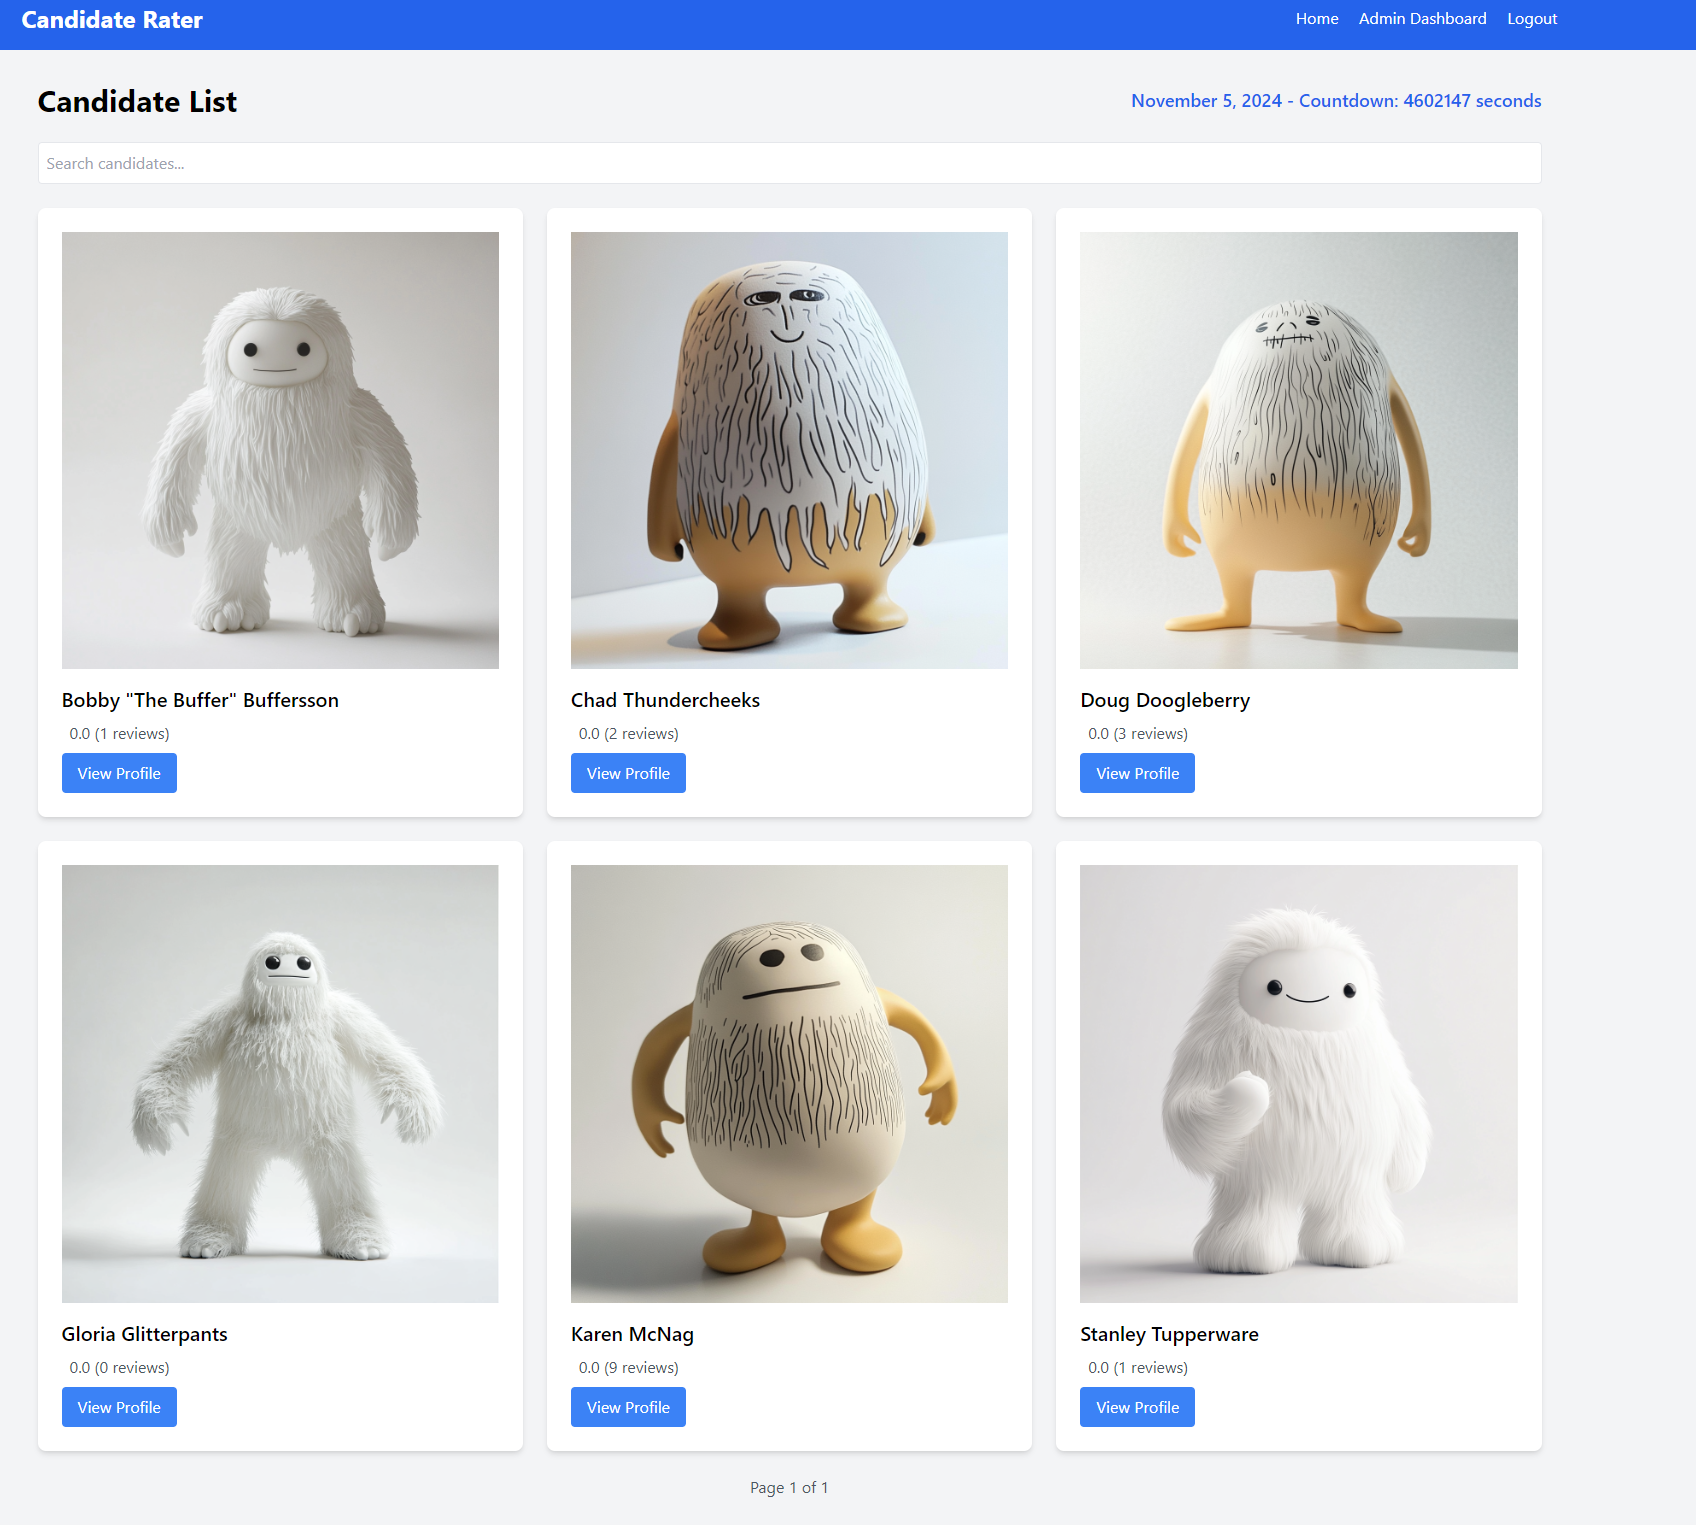 Candidate Rater Home Admin Dashboard Logout
Candidate List November 5, 2024 - Countdown: 4602147 seconds
Search candidates...
Bobby "The Buffer" Buffersson Chad Thundercheeks Doug Doogleberry
0.0 (1 reviews) 0.0 (2 reviews) 0.0 (3 reviews)
View Profile View Profile View Profile
Gloria Glitterpants Karen McNag Stanley Tupperware
0.0 (0 reviews) 0.0 (9 reviews) 0.0 (1 reviews)
View Profile View Profile View Profile
Page 1 of 1